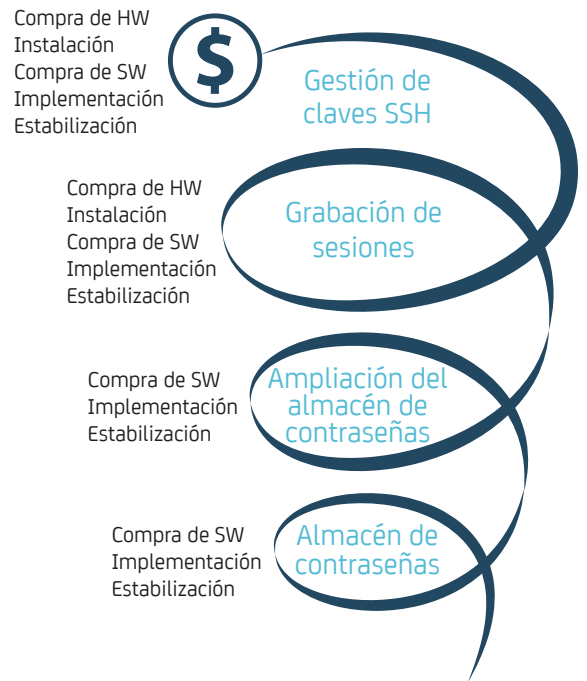 Compra de HW
Instalación
Compra de SW
Implementación
Estabilización
$
Gestión de
claves SSH
Compra de HW
Instalación
Compra de SW
Implementación
Estabilización
Grabación de
sesiones
Compra de SW
Implementación
Estabilización
Ampliación del
almacén de
contraseñas
Compra de SW
Implementación
Estabilización
Almacén de
contraseñas